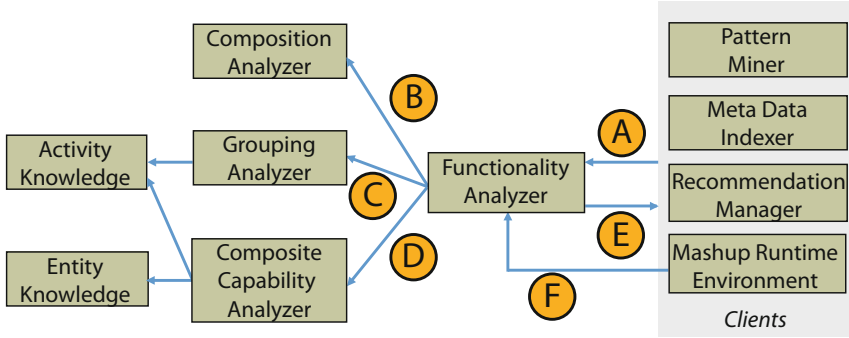 Composition
Analyzer
B
Activity
Knowledge
Grouping
Analyzer
C
Entity
Knowledge
Composite
Capability
Analyzer
D
Functionality
Analyzer
A
E
F
Pattern
Miner
Meta Data
Indexer
Recommendation
Manager
Mashup Runtime
Environment
Clients